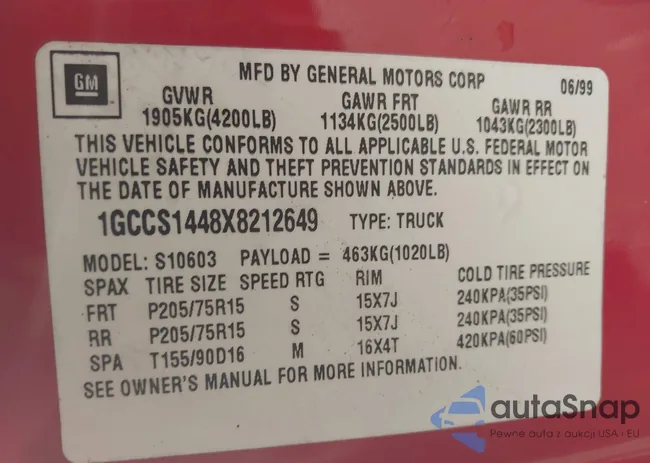 GM
MFD BY GENERAL MOTORS CORP 06/99
GVWR GAWR FRT GAWR RR
1905KG(4200LB) 1134KG(2500LB) 1043KG(2300LB)
THIS VEHICLE CONFORMS TO ALL APPLICABLE U.S. FEDERAL MOTOR
VEHICLE SAFETY AND THEFT PREVENTION STANDARDS IN EFFECT ON
THE DATE OF MANUFACTURE SHOWN ABOVE.
1GCCS1448X8212649 TYPE: TRUCK
MODEL: S10603 PAYLOAD = 463KG(1020LB)
SPAX TIRE SIZE SPEED RTG RIM COLD TIRE PRESSURE
FRT P205/75R15 S 15X7J 240KPA(35PSI)
RR P205/75R15 S 15X7J 240KPA(35PSI)
SPA T155/90D16 M 16X4T 420KPA(60PSI)
SEE OWNER'S MANUAL FOR MORE INFORMATION.
autaSnap
Pewne auta z aukcji USA i EU